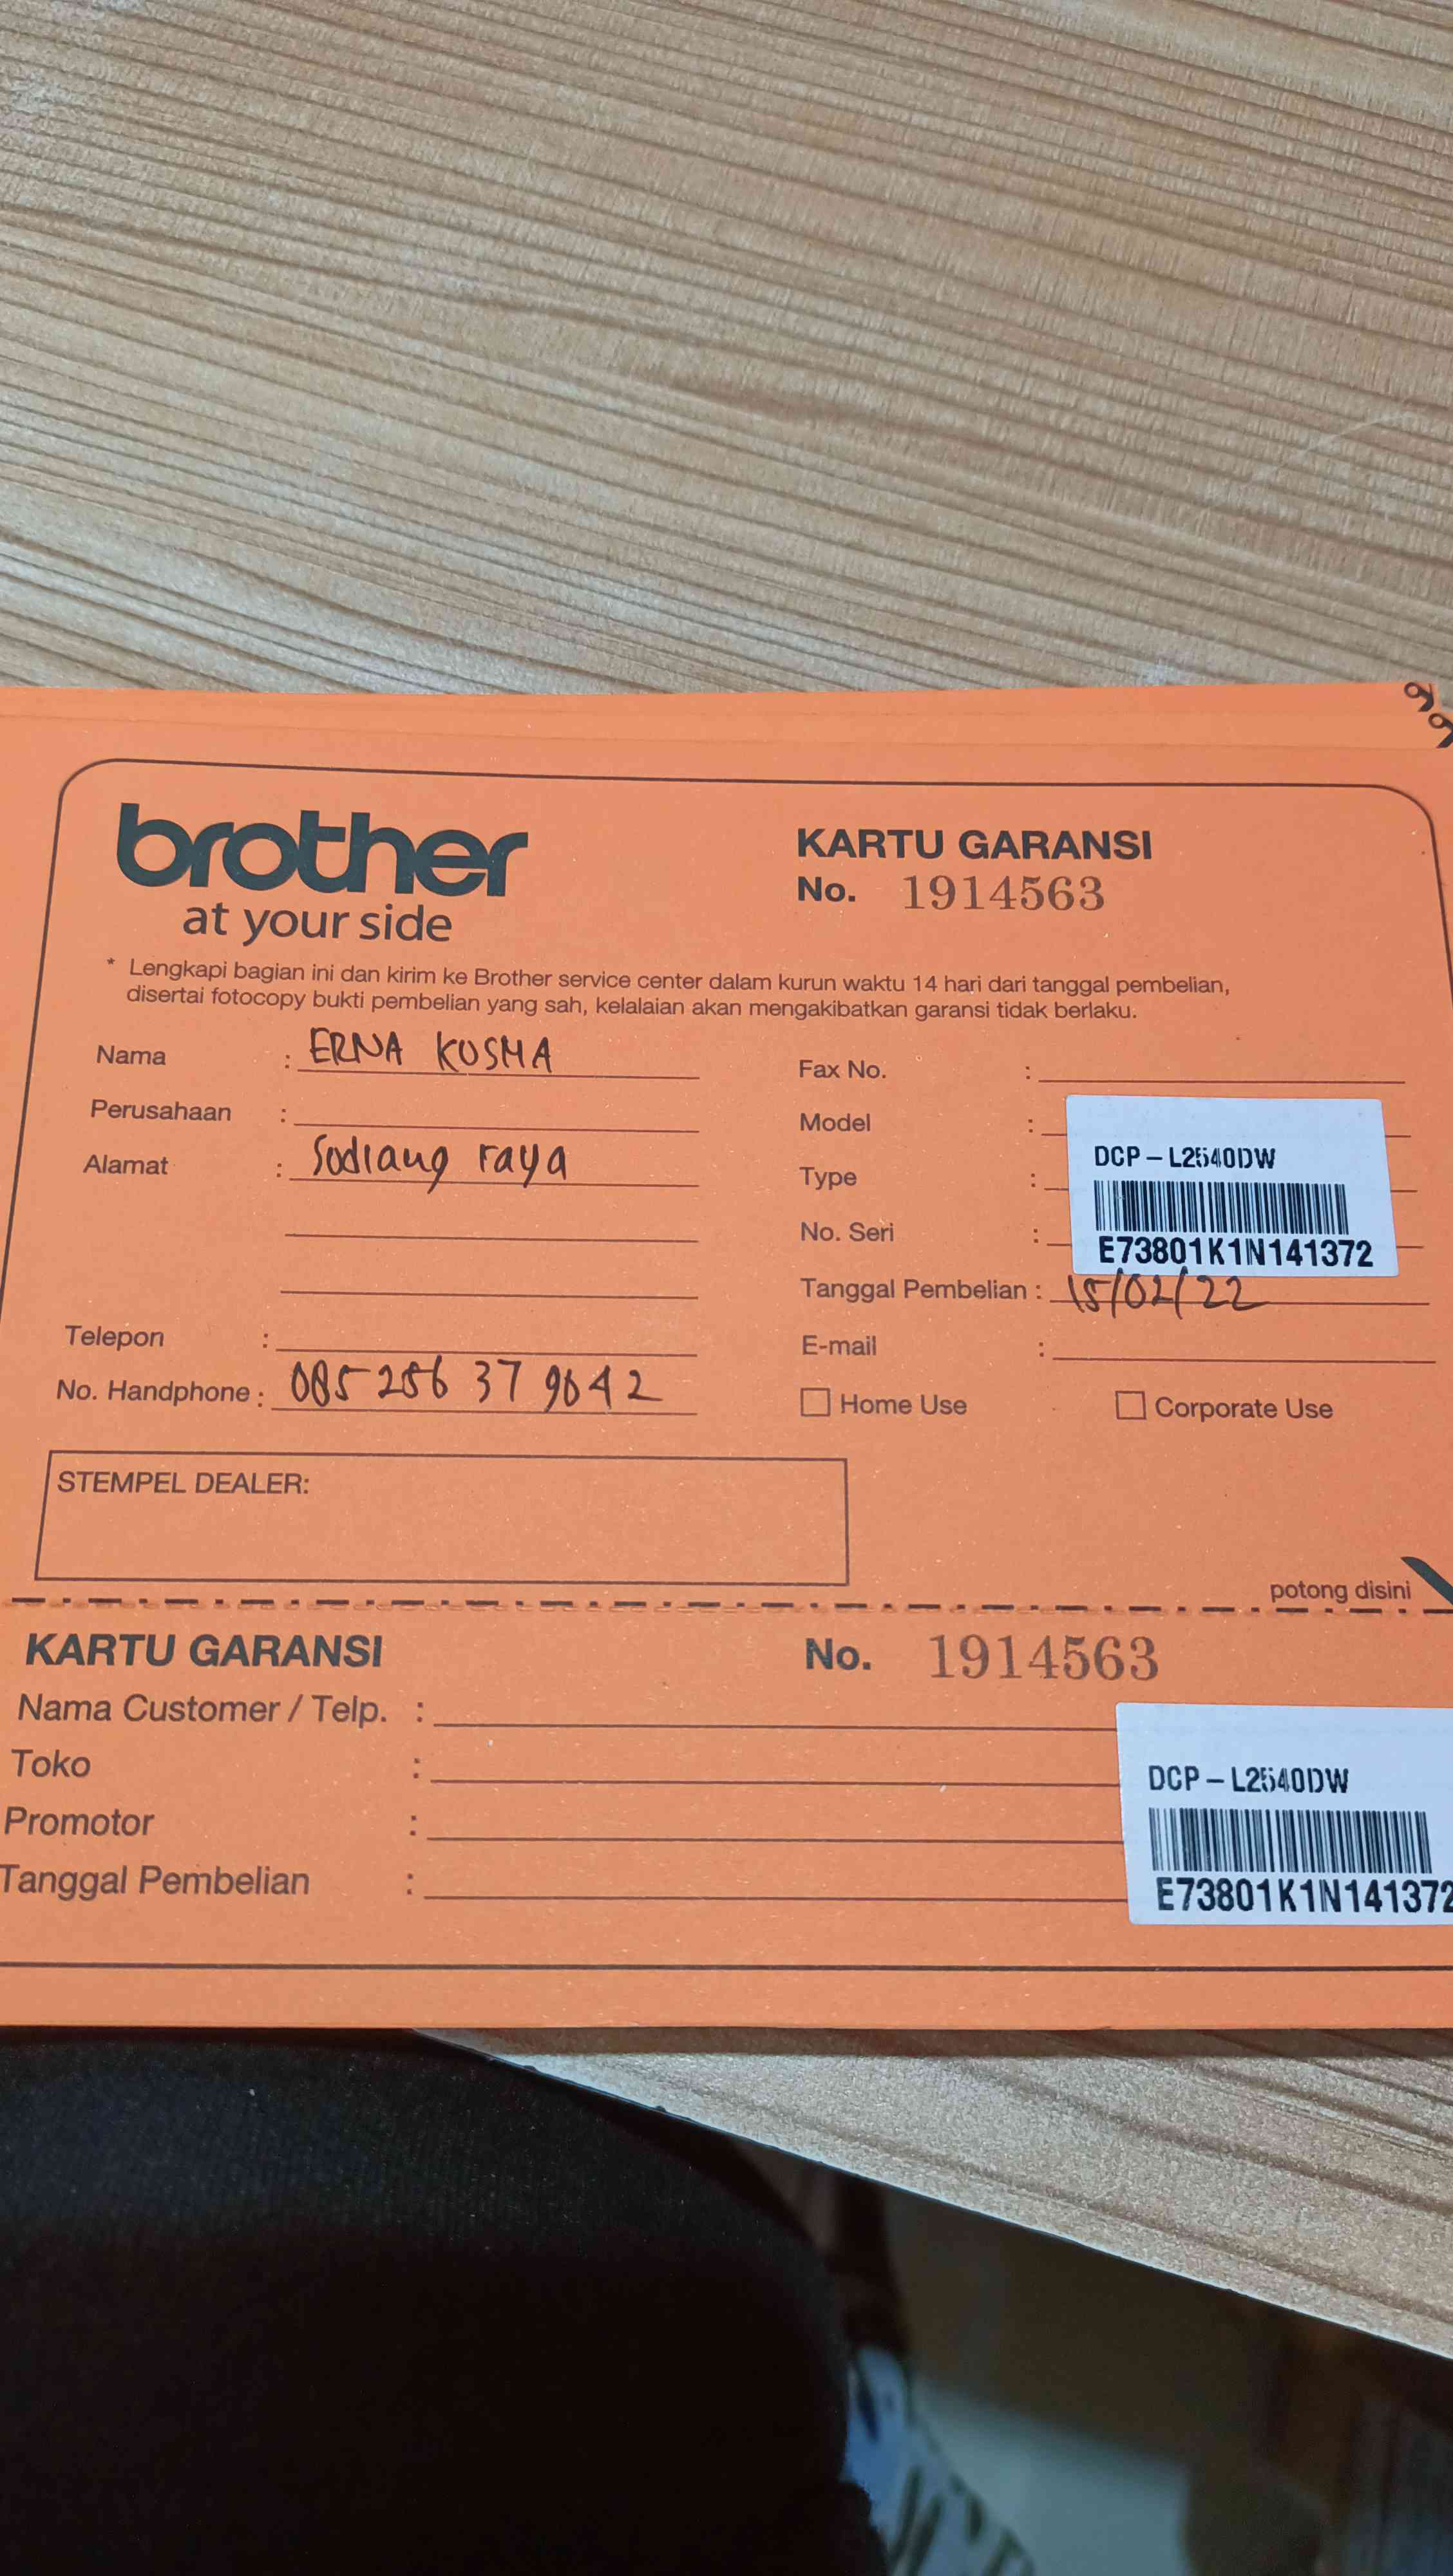 brother
at your side
KARTU GARANSI
No. 1914563
* Lengkapi bagian ini dan kirim ke Brother service center dalam kurun waktu 14 hari dari tanggal pembelian,
disertai fotocopy bukti pembelian yang sah, kelalaian akan mengakibatkan garansi tidak berlaku.
Nama : ERNA KOSMA
Perusahaan :
Alamat : Sudiang raya
Telepon :
No. Handphone : 085 256 37 9642
Fax No. :
Model :
Type :
No. Seri :
DCP-L2540DW
E73801K1N141372
Tanggal Pembelian : 15/02/22
E-mail :
Home Use
Corporate Use
STEMPEL DEALER:
potong disini
KARTU GARANSI
No. 1914563
Nama Customer / Telp. :
Toko :
Promotor :
Tanggal Pembelian :
DCP-L2540DW
E73801K1N141372